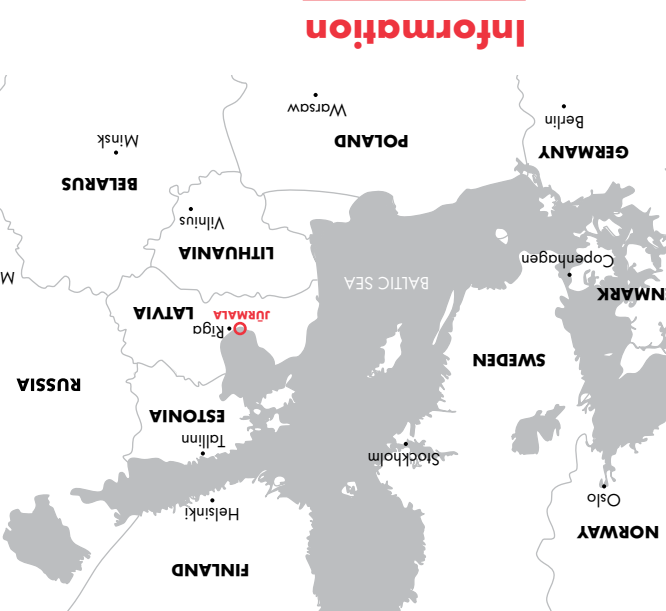 FINLAND
NORWAY
Helsinki
Oslo
Stockholm
Tallinn
ESTONIA
RUSSIA
SWEDEN
Riga
JŪRMALA
LATVIA
NMARK
BALTIC SEA
M
Copenhagen
LITHUANIA
Vilnius
BELARUS
GERMANY
POLAND
Minsk
Berlin
Warsaw
Information